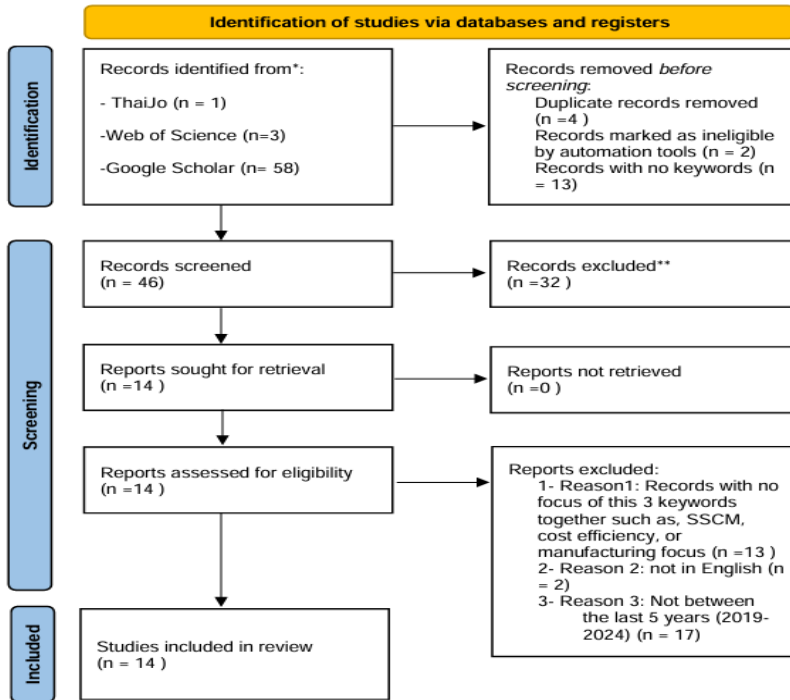 Identification of studies via databases and registers
Identification
Records identified from*:
- ThaiJo (n = 1)
-Web of Science (n=3)
-Google Scholar (n= 58)
Records removed before
screening:
Duplicate records removed
(n =4 )
Records marked as ineligible
by automation tools (n = 2)
Records with no keywords (n
= 13)
Screening
Records screened
(n = 46)
Records excluded**
(n =32 )
Reports sought for retrieval
(n =14 )
Reports not retrieved
(n =0 )
Reports assessed for eligibility
(n =14 )
Reports excluded:
1- Reason1: Records with no
focus of this 3 keywords
together such as, SSCM,
cost efficiency, or
manufacturing focus (n =13 )
2- Reason 2: not in English (n
= 2)
3- Reason 3: Not between
the last 5 years (2019-
2024) (n = 17)
Included
Studies included in review
(n = 14 )